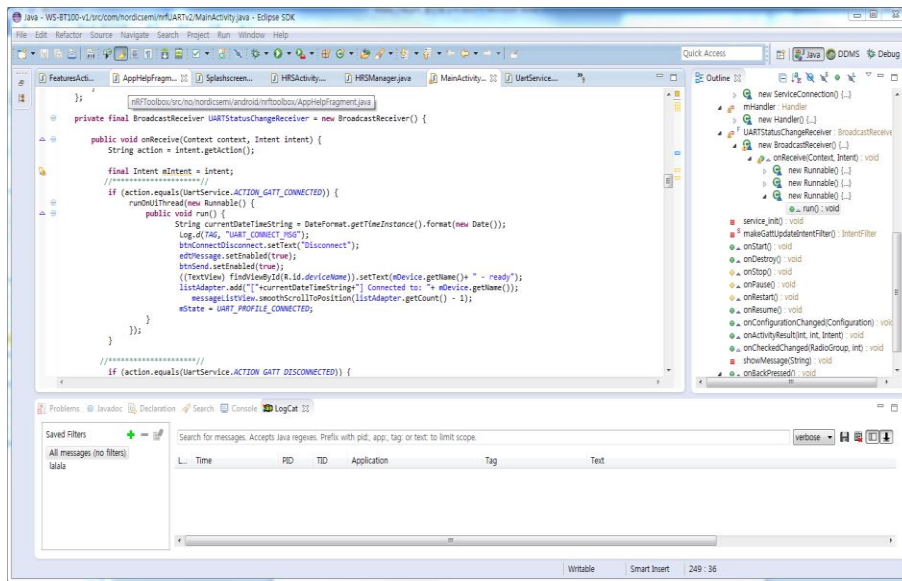 Java - WS-BT100-v1/src/com/nordicsemi/nrfUARTv2/MainActivity.java - Eclipse SDK
File Edit Refactor Source Navigate Search Project Run Window Help
Quick Access
Java DDMS Debug
FeaturesActi... AppHelpFragm... Splashscreen... HRSActivity... HRSManager.java MainActivity... UartService...
};
nRFToolbox/src/no/nordicsemi/android/nrftoolbox/AppHelpFragment.java
private final BroadcastReceiver UARTStatusChangeReceiver = new BroadcastReceiver() {
public void onReceive(Context context, Intent intent) {
String action = intent.getAction();
final Intent mIntent = intent;
//*********************//
if (action.equals(UartService.ACTION_GATT_CONNECTED)) {
runOnUiThread(new Runnable() {
public void run() {
String currentDateTimeString = DateFormat.getTimeInstance().format(new Date());
Log.d(TAG, "UART_CONNECT_MSG");
btnConnectDisconnect.setText("Disconnect");
edtMessage.setEnabled(true);
btnSend.setEnabled(true);
((TextView) findViewById(R.id.deviceName)).setText(mDevice.getName()+ " - ready");
listAdapter.add("["+currentDateTimeString+"] Connected to: "+ mDevice.getName());
messageListView.smoothScrollToPosition(listAdapter.getCount() - 1);
mState = UART_PROFILE_CONNECTED;
}
});
}
//*********************//
if (action.equals(UartService.ACTION_GATT_DISCONNECTED)) {
Outline
new ServiceConnection() {...}
mHandler : Handler
new Handler() {...}
UARTStatusChangeReceiver : BroadcastReceive
new BroadcastReceiver() {...}
onReceive(Context, Intent) : void
new Runnable() {...}
new Runnable() {...}
new Runnable() {...}
run() : void
service_init() : void
makeGattUpdateIntentFilter() : IntentFilter
onStart() : void
onDestroy() : void
onStop() : void
onPause() : void
onRestart() : void
onResume() : void
onConfigurationChanged(Configuration) : voic
onActivityResult(int, int, Intent) : void
onCheckedChanged(RadioGroup, int) : void
showMessage(String) : void
onBackPressed() : void
Problems Javadoc Declaration Search Console LogCat
Saved Filters
All messages (no filters)
lalala
Search for messages. Accepts Java regexes. Prefix with pid:, app:, tag: or text: to limit scope.
verbose
L... Time PID TID Application Tag Text
Writable Smart Insert 249 : 36